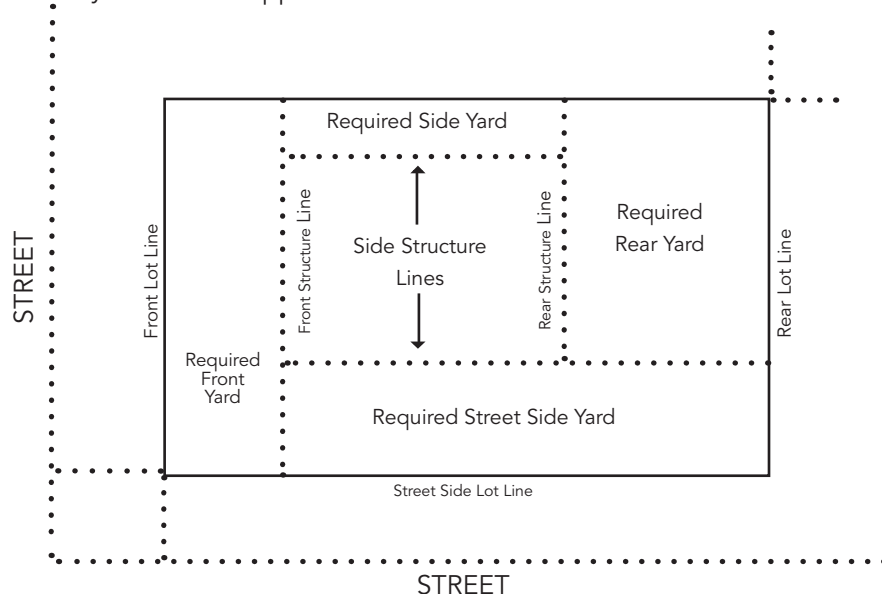 Required Side Yard
STREET
Front Lot Line
Front Structure Line
Side Structure
Lines
Rear Structure Line
Required
Rear Yard
Rear Lot Line
Required
Front
Yard
Required Street Side Yard
Street Side Lot Line
STREET